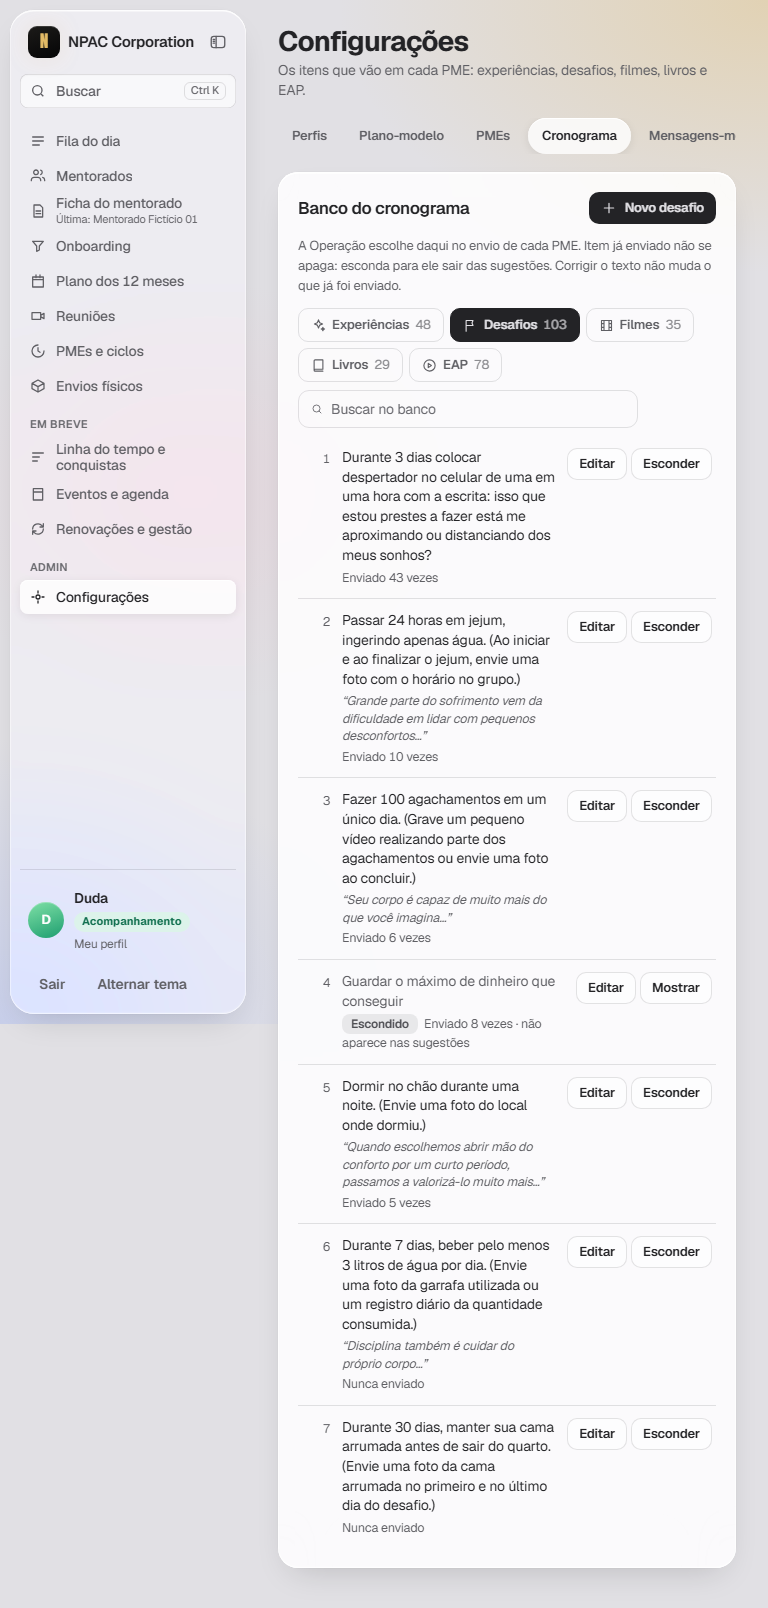 NPAC Corporation
Buscar
Ctrl K
Fila do dia
Mentorados
Ficha do mentorado
Última: Mentorado Fictício 01
Onboarding
Plano dos 12 meses
Reuniões
PMEs e ciclos
Envios físicos
EM BREVE
Linha do tempo e
conquistas
Eventos e agenda
Renovações e gestão
ADMIN
Configurações
D
Duda
Acompanhamento
Meu perfil
Sair
Alternar tema
Configurações
Os itens que vão em cada PME: experiências, desafios, filmes, livros e
EAP.
Perfis
Plano-modelo
PMEs
Cronograma
Mensagens-m
Banco do cronograma
Novo desafio
A Operação escolhe daqui no envio de cada PME. Item já enviado não se
apaga: esconda para ele sair das sugestões. Corrigir o texto não muda o
que já foi enviado.
Experiências 48
Desafios 103
Filmes 35
Livros 29
EAP 78
Buscar no banco
1
Durante 3 dias colocar
despertador no celular de uma em
uma hora com a escrita: isso que
estou prestes a fazer está me
aproximando ou distanciando dos
meus sonhos?
Enviado 43 vezes
Editar
Esconder
2
Passar 24 horas em jejum,
ingerindo apenas água. (Ao iniciar
e ao finalizar o jejum, envie uma
foto com o horário no grupo.)
“Grande parte do sofrimento vem da
dificuldade em lidar com pequenos
desconfortos...”
Enviado 10 vezes
Editar
Esconder
3
Fazer 100 agachamentos em um
único dia. (Grave um pequeno
vídeo realizando parte dos
agachamentos ou envie uma foto
ao concluir.)
“Seu corpo é capaz de muito mais do
que você imagina...”
Enviado 6 vezes
Editar
Esconder
4
Guardar o máximo de dinheiro que
conseguir
Escondido Enviado 8 vezes · não
aparece nas sugestões
Editar
Mostrar
5
Dormir no chão durante uma
noite. (Envie uma foto do local
onde dormiu.)
“Quando escolhemos abrir mão do
conforto por um curto período,
passamos a valorizá-lo muito mais...”
Enviado 5 vezes
Editar
Esconder
6
Durante 7 dias, beber pelo menos
3 litros de água por dia. (Envie
uma foto da garrafa utilizada ou
um registro diário da quantidade
consumida.)
“Disciplina também é cuidar do
próprio corpo...”
Nunca enviado
Editar
Esconder
7
Durante 30 dias, manter sua cama
arrumada antes de sair do quarto.
(Envie uma foto da cama
arrumada no primeiro e no último
dia do desafio.)
Nunca enviado
Editar
Esconder